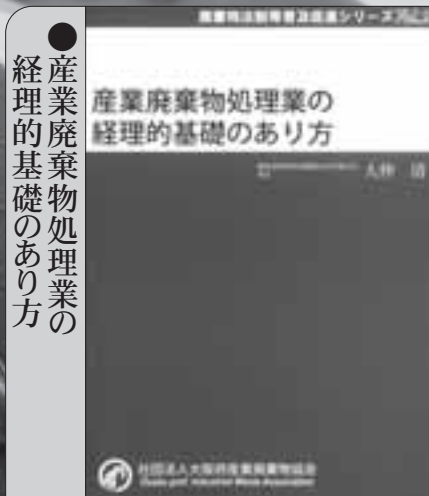 ●産業廃棄物処理業の
経理的基礎のあり方
産業廃棄物処理業の
経理的基礎のあり方
社団法人大阪府産業廃棄物協会